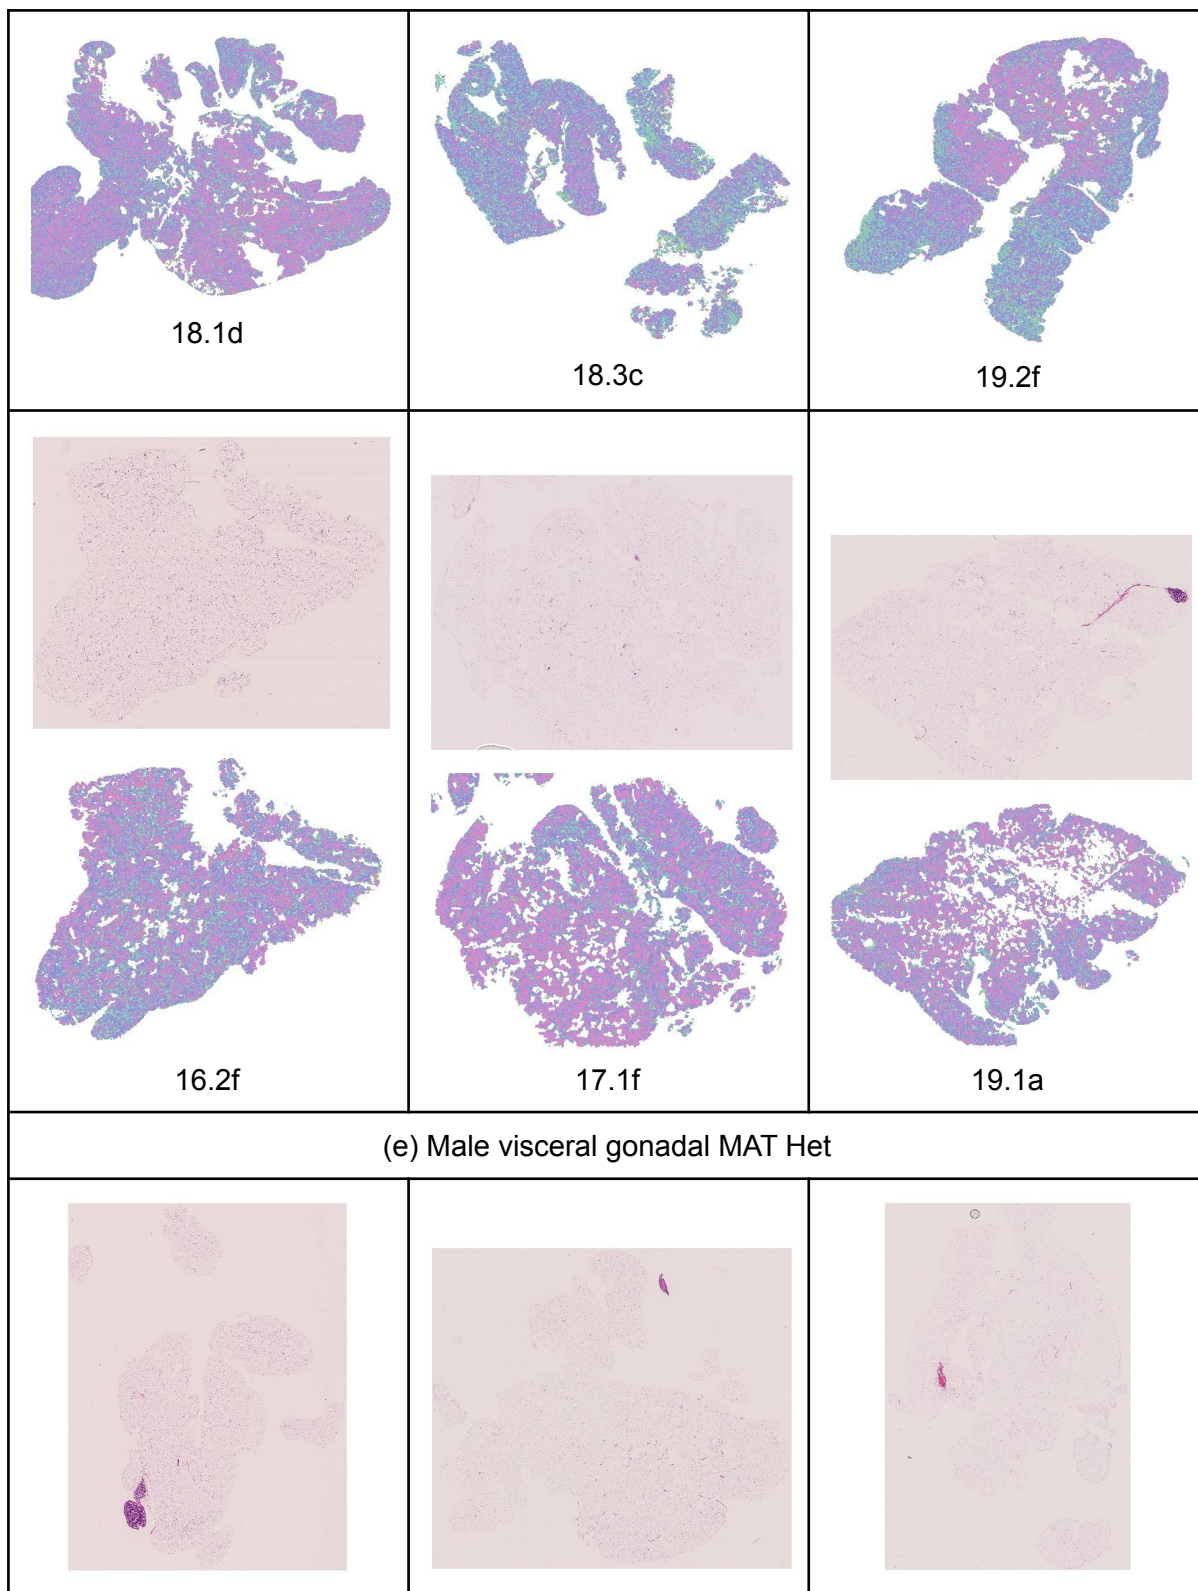 18.1d
18.3c
19.2f
16.2f
17.1f
19.1a
(e) Male visceral gonadal MAT Het